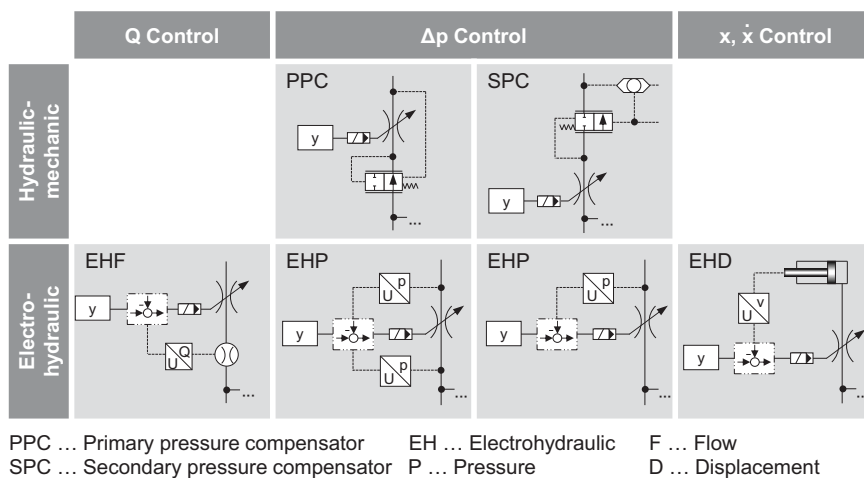 Q Control
Δp Control
x, ẋ Control
Hydraulic-
mechanic
PPC
y
...
SPC
y
...
Electro-
hydraulic
EHF
y
Q
U
...
EHP
p
U
y
p
U
...
EHP
p
U
y
...
EHD
v
U
y
...
PPC ... Primary pressure compensator
EH ... Electrohydraulic
F ... Flow
SPC ... Secondary pressure compensator
P ... Pressure
D ... Displacement